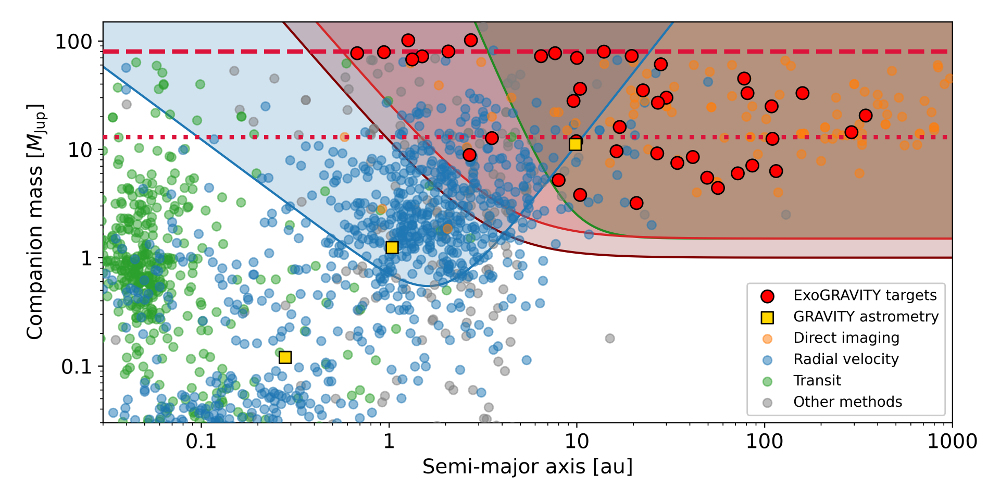 100
10
1
0.1
Companion mass [M_Jup]
0.1
1
10
100
1000
Semi-major axis [au]
ExoGRAVITY targets
GRAVITY astrometry
Direct imaging
Radial velocity
Transit
Other methods